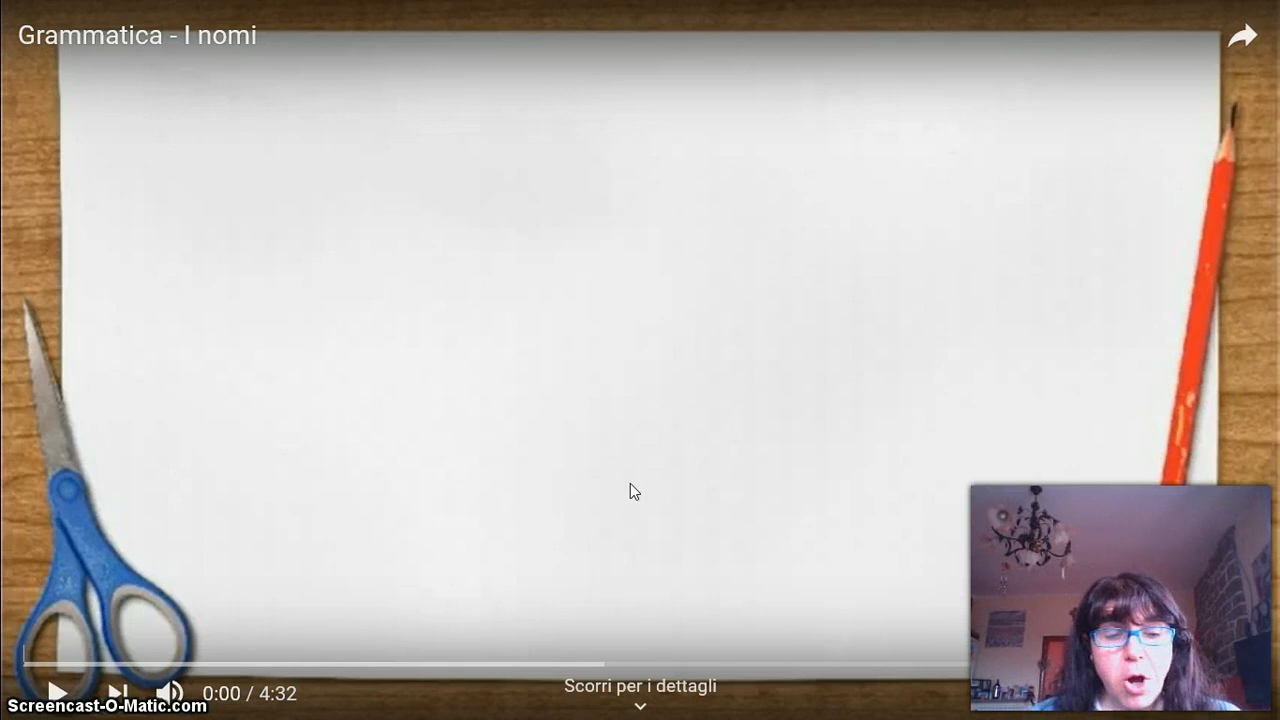 Grammatica - I nomi
0:00 / 4:32
Scorri per i dettagli
Screencast-O-Matic.com